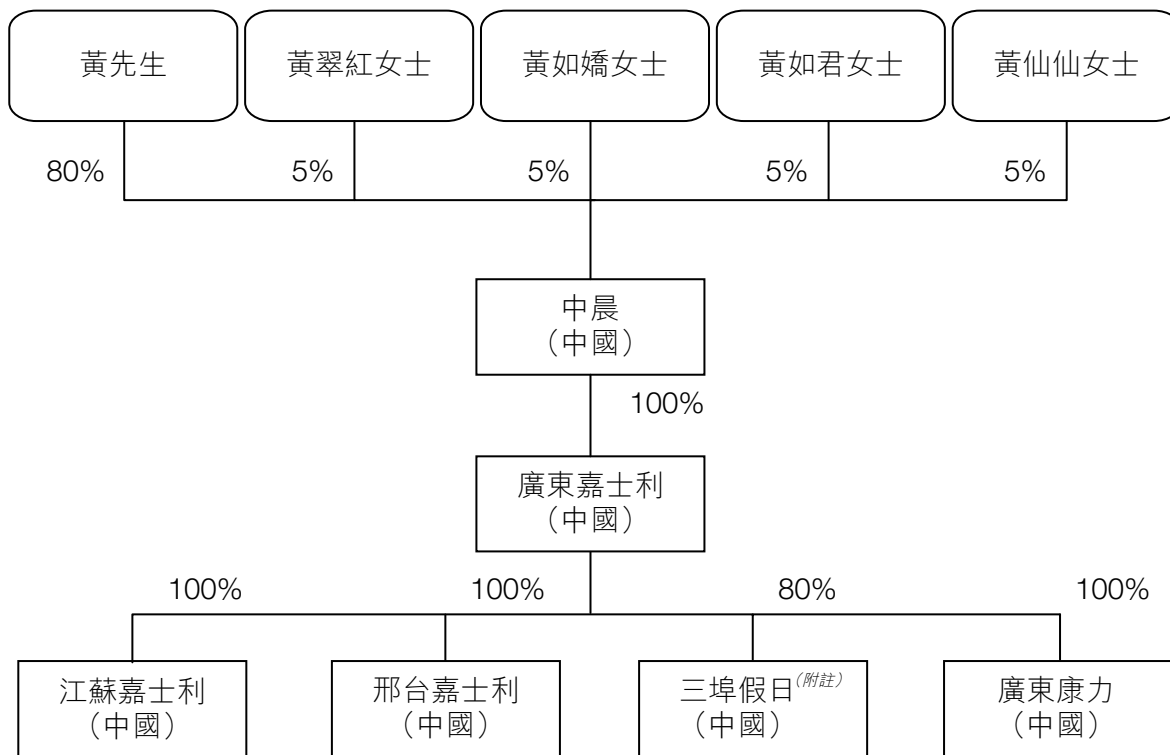 黃先生
黃翠紅女士
黃如嬌女士
黃如君女士
黃仙仙女士
80%
5%
5%
5%
5%
中晨
（中國）
100%
廣東嘉士利
（中國）
100%
100%
80%
100%
江蘇嘉士利
（中國）
邢台嘉士利
（中國）
三埠假日（附註）
（中國）
廣東康力
（中國）